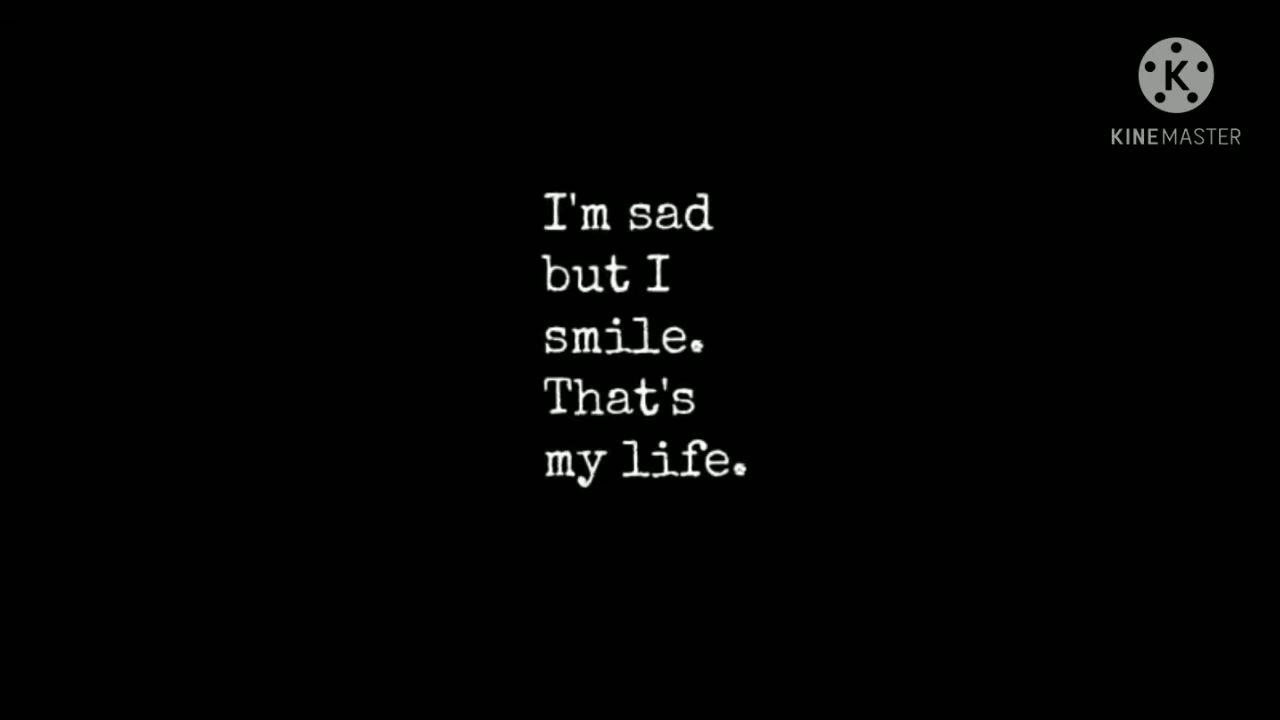 K
KINEMASTER
I'm sad
but I
smile.
That's
my life.